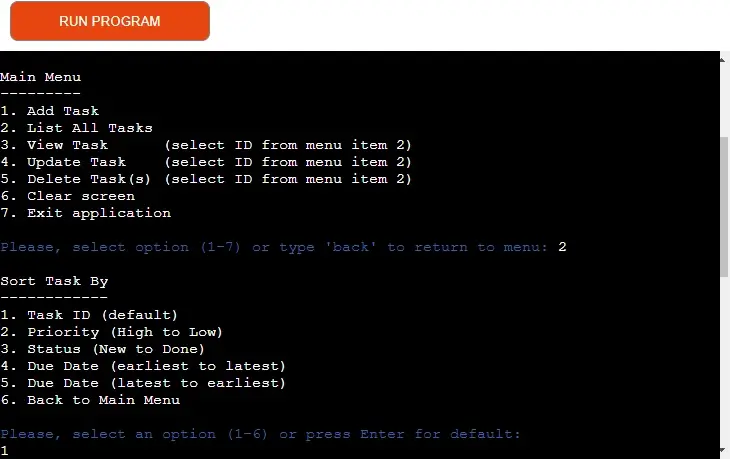 RUN PROGRAM
Main Menu
---------
1. Add Task
2. List All Tasks
3. View Task      (select ID from menu item 2)
4. Update Task    (select ID from menu item 2)
5. Delete Task(s) (select ID from menu item 2)
6. Clear screen
7. Exit application
Please, select option (1-7) or type 'back' to return to menu: 2
Sort Task By
------------
1. Task ID (default)
2. Priority (High to Low)
3. Status (New to Done)
4. Due Date (earliest to latest)
5. Due Date (latest to earliest)
6. Back to Main Menu
Please, select an option (1-6) or press Enter for default:
1